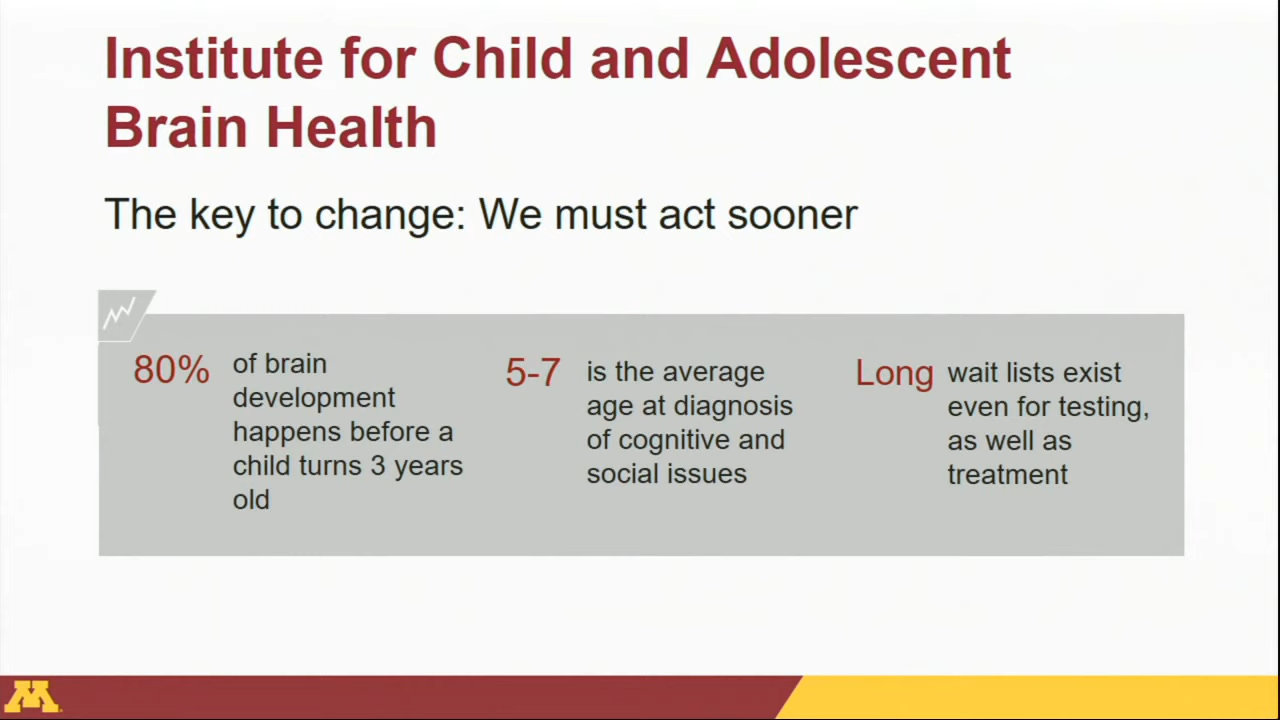 Institute for Child and Adolescent
Brain Health
The key to change: We must act sooner
80% of brain
development
happens before a
child turns 3 years
old
5-7 is the average
age at diagnosis
of cognitive and
social issues
Long wait lists exist
even for testing,
as well as
treatment
M